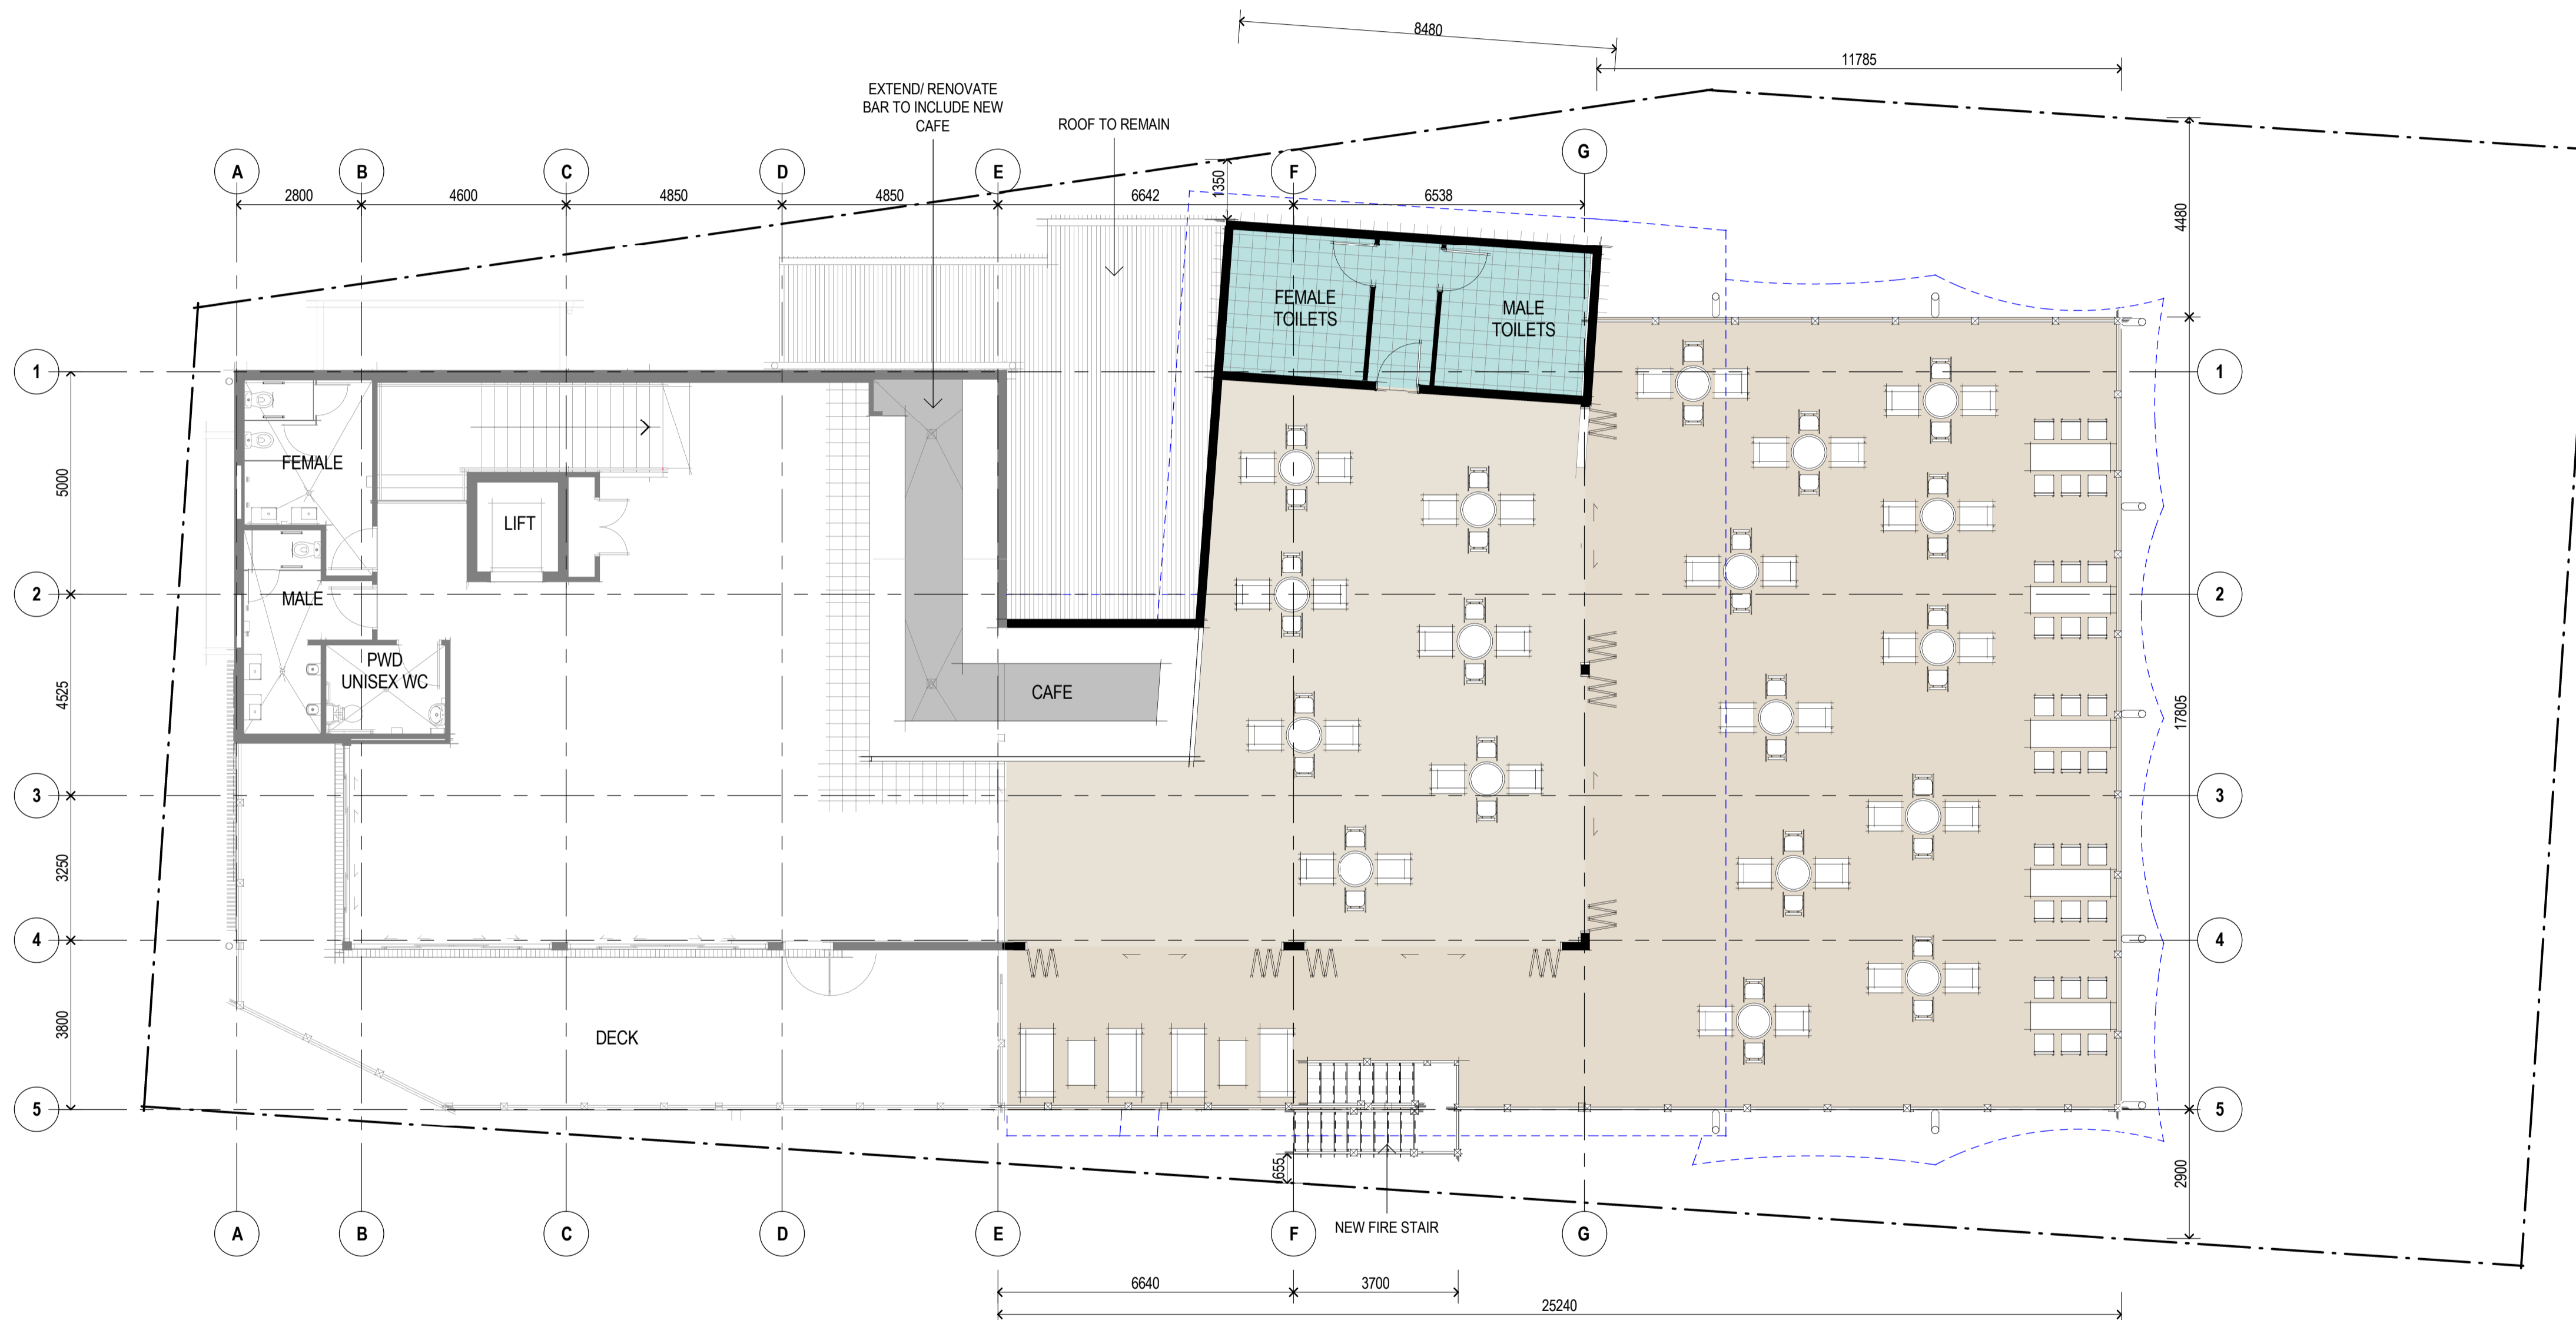 8480
11785
EXTEND/ RENOVATE
BAR TO INCLUDE NEW
CAFE
ROOF TO REMAIN
A
B
C
D
E
F
G
2800
4600
4850
4850
6642
1350
6538
4480
FEMALE
TOILETS
MALE
TOILETS
1
1
5000
FEMALE
LIFT
2
MALE
2
PWD
UNISEX WC
4525
CAFE
17805
3
3
3250
4
4
3800
DECK
5
5
655
2900
NEW FIRE STAIR
A
B
C
D
E
F
G
6640
3700
25240